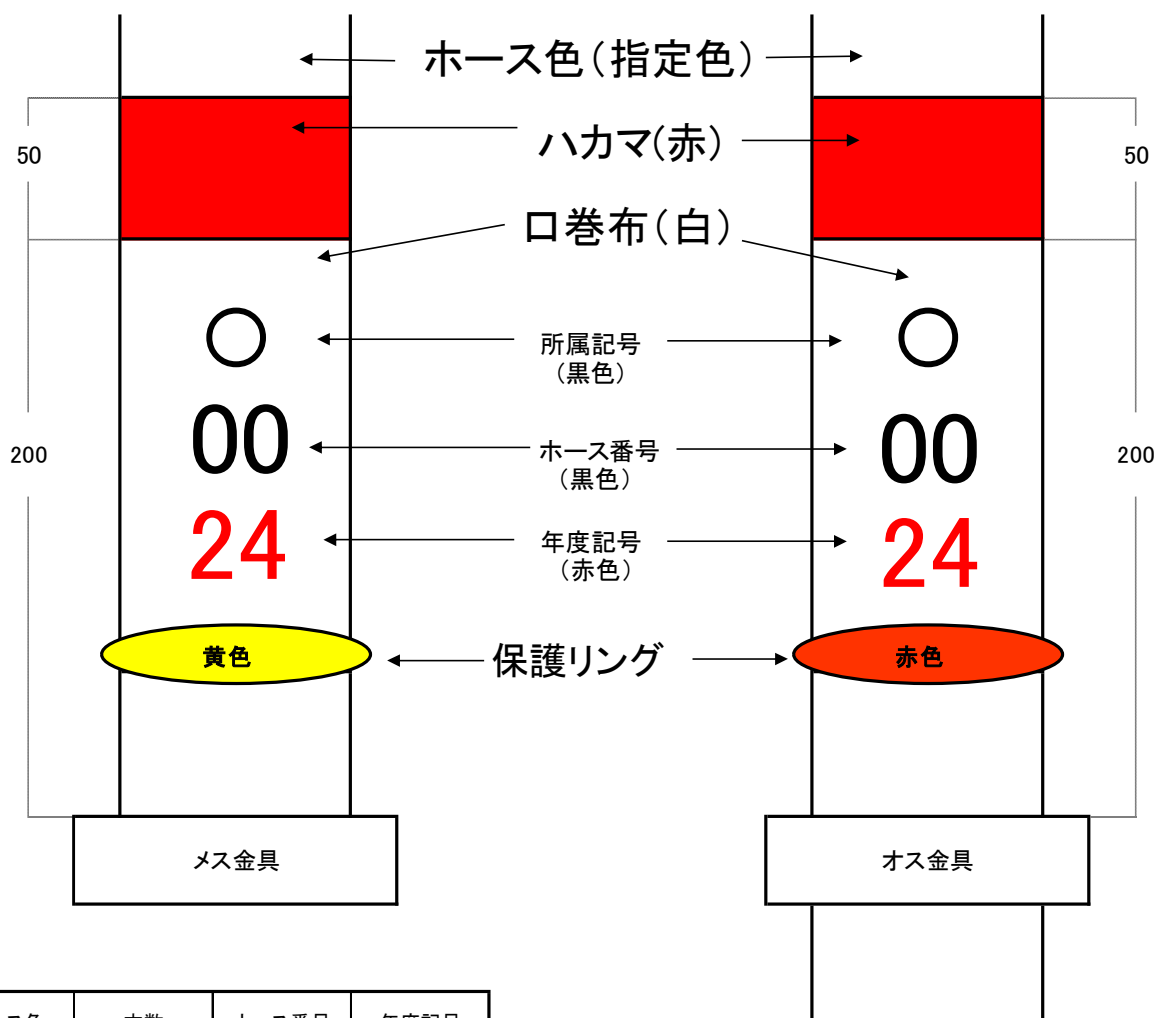 ホース色（指定色）
ハカマ(赤）
50
50
口巻布（白）
所属記号
（黒色）
00
00
ホース番号
（黒色）
200
200
24
24
年度記号
（赤色）
黄色
保護リング
赤色
メス金具
オス金具